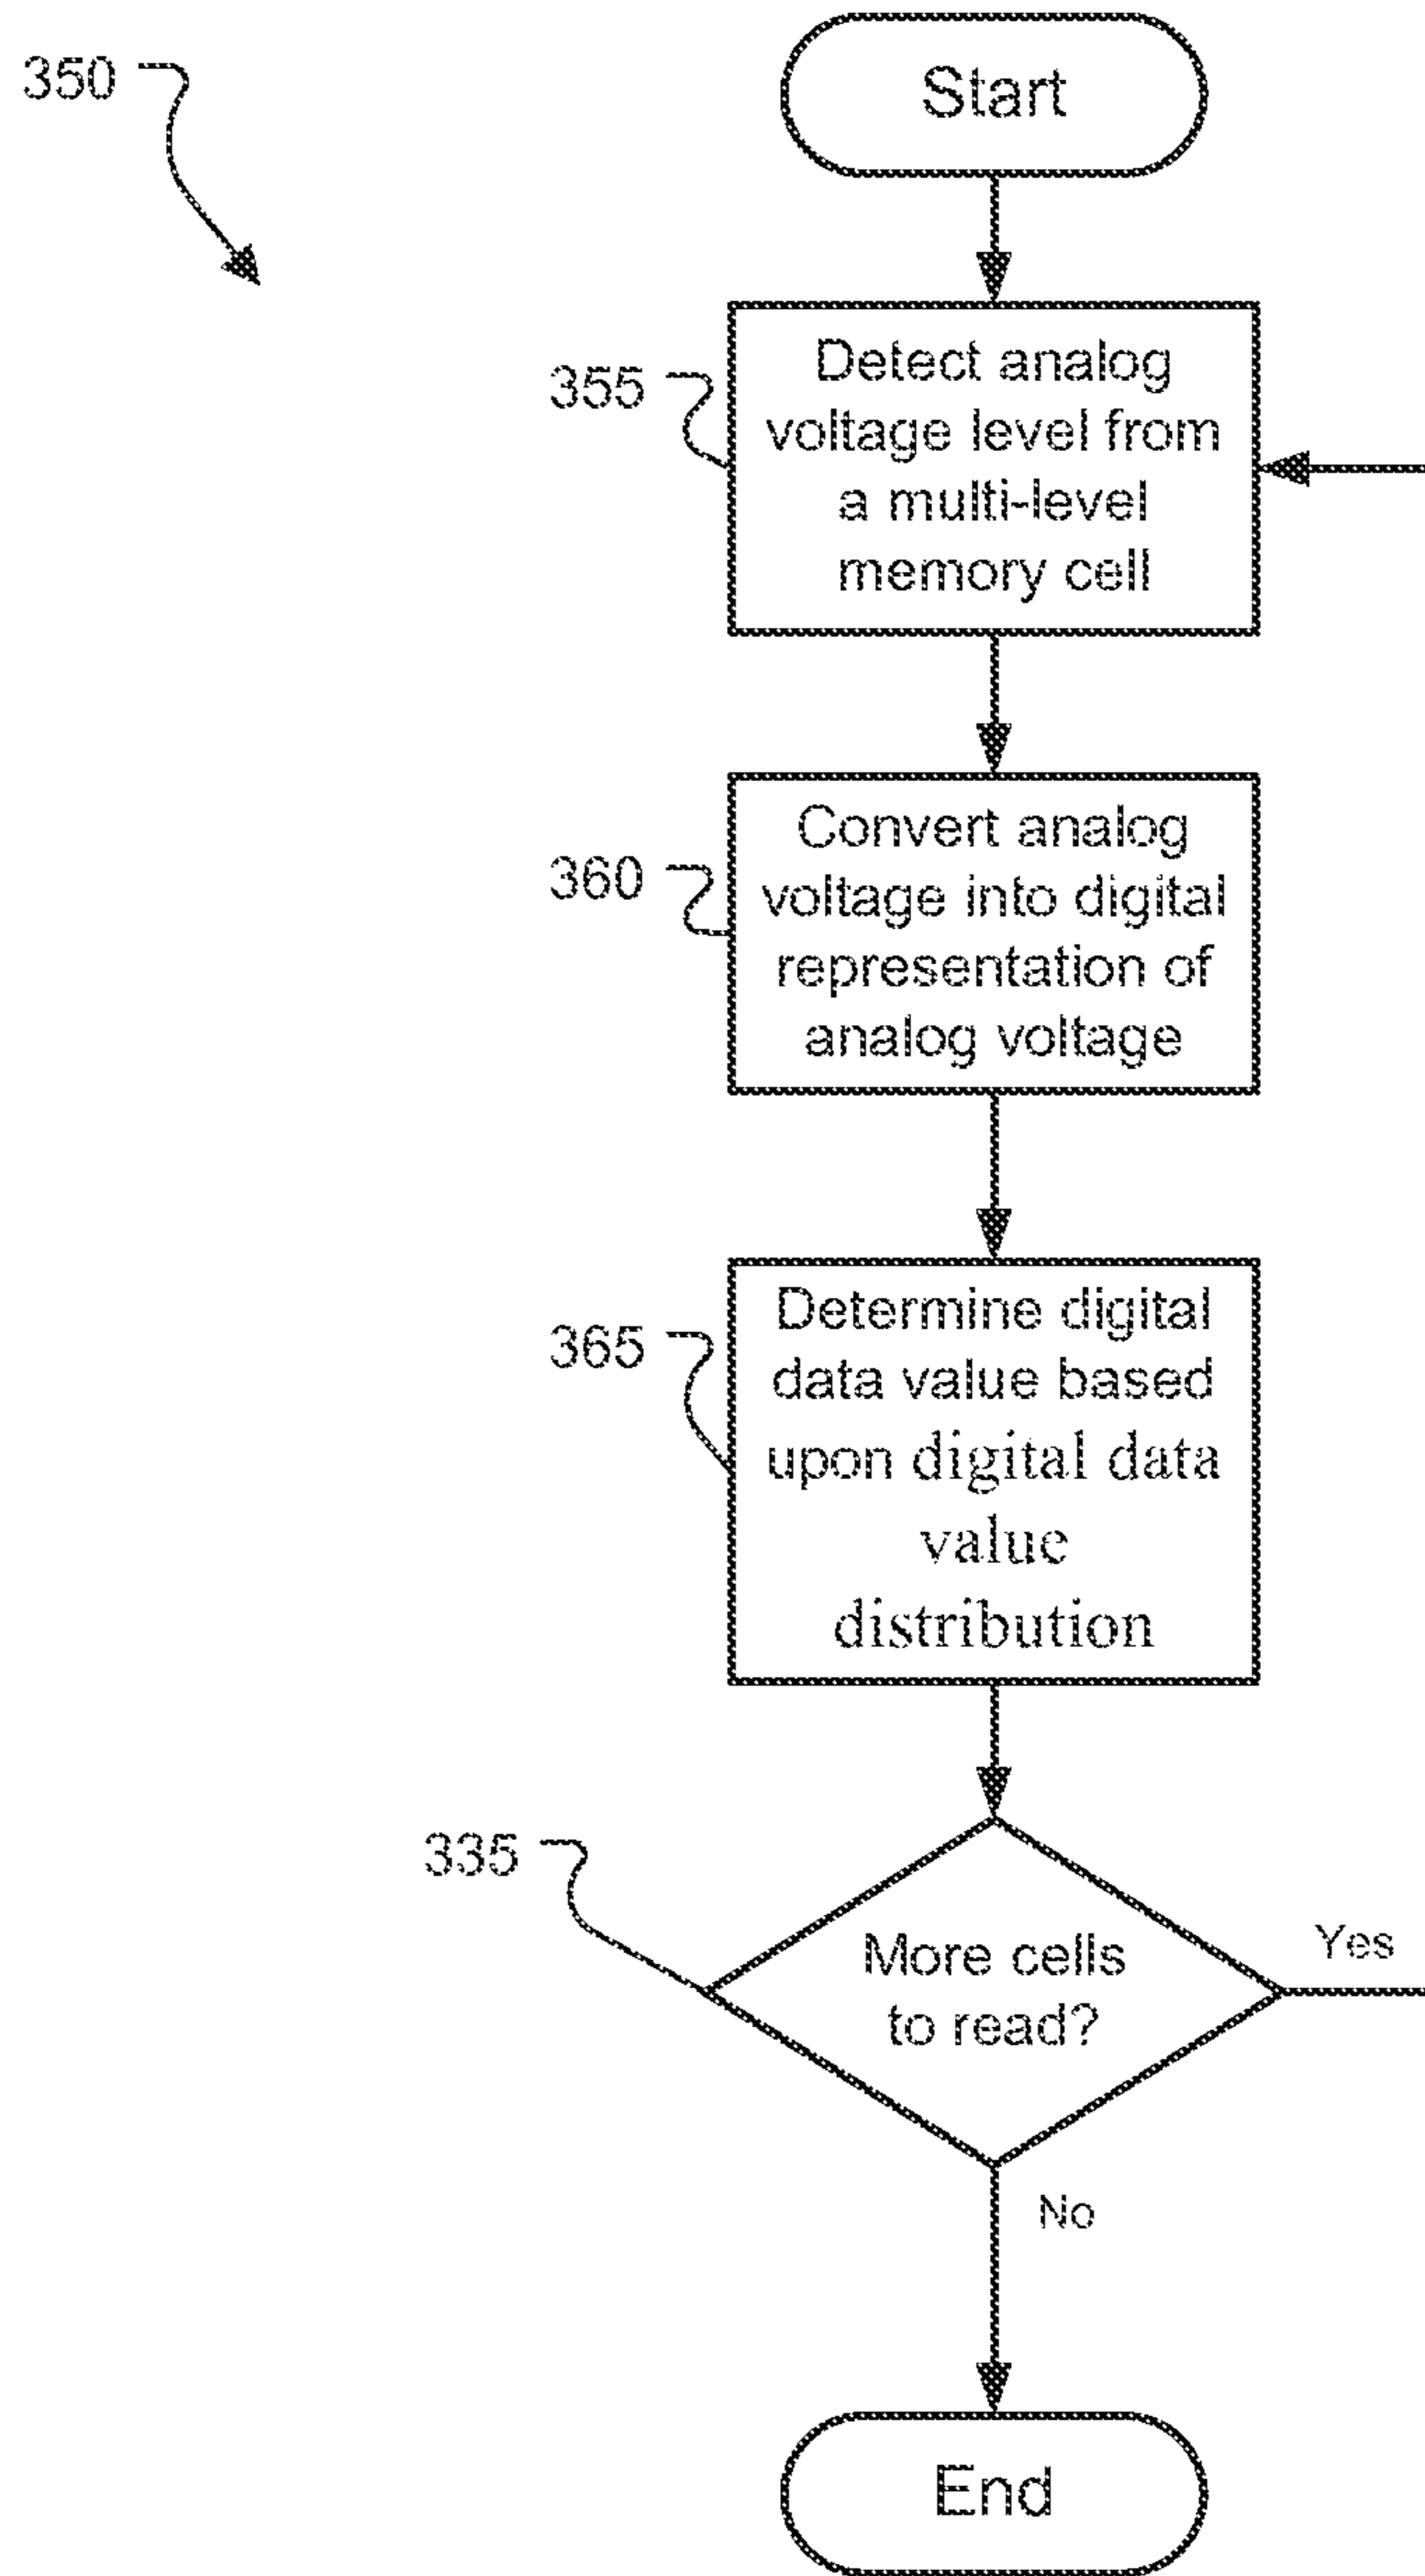 350
Start
355
Detect analog
voltage level from
a multi-level
memory cell
360
Convert analog
voltage into digital
representation of
analog voltage
365
Determine digital
data value based
upon digital data
value
distribution
335
More cells
to read?
Yes
No
End